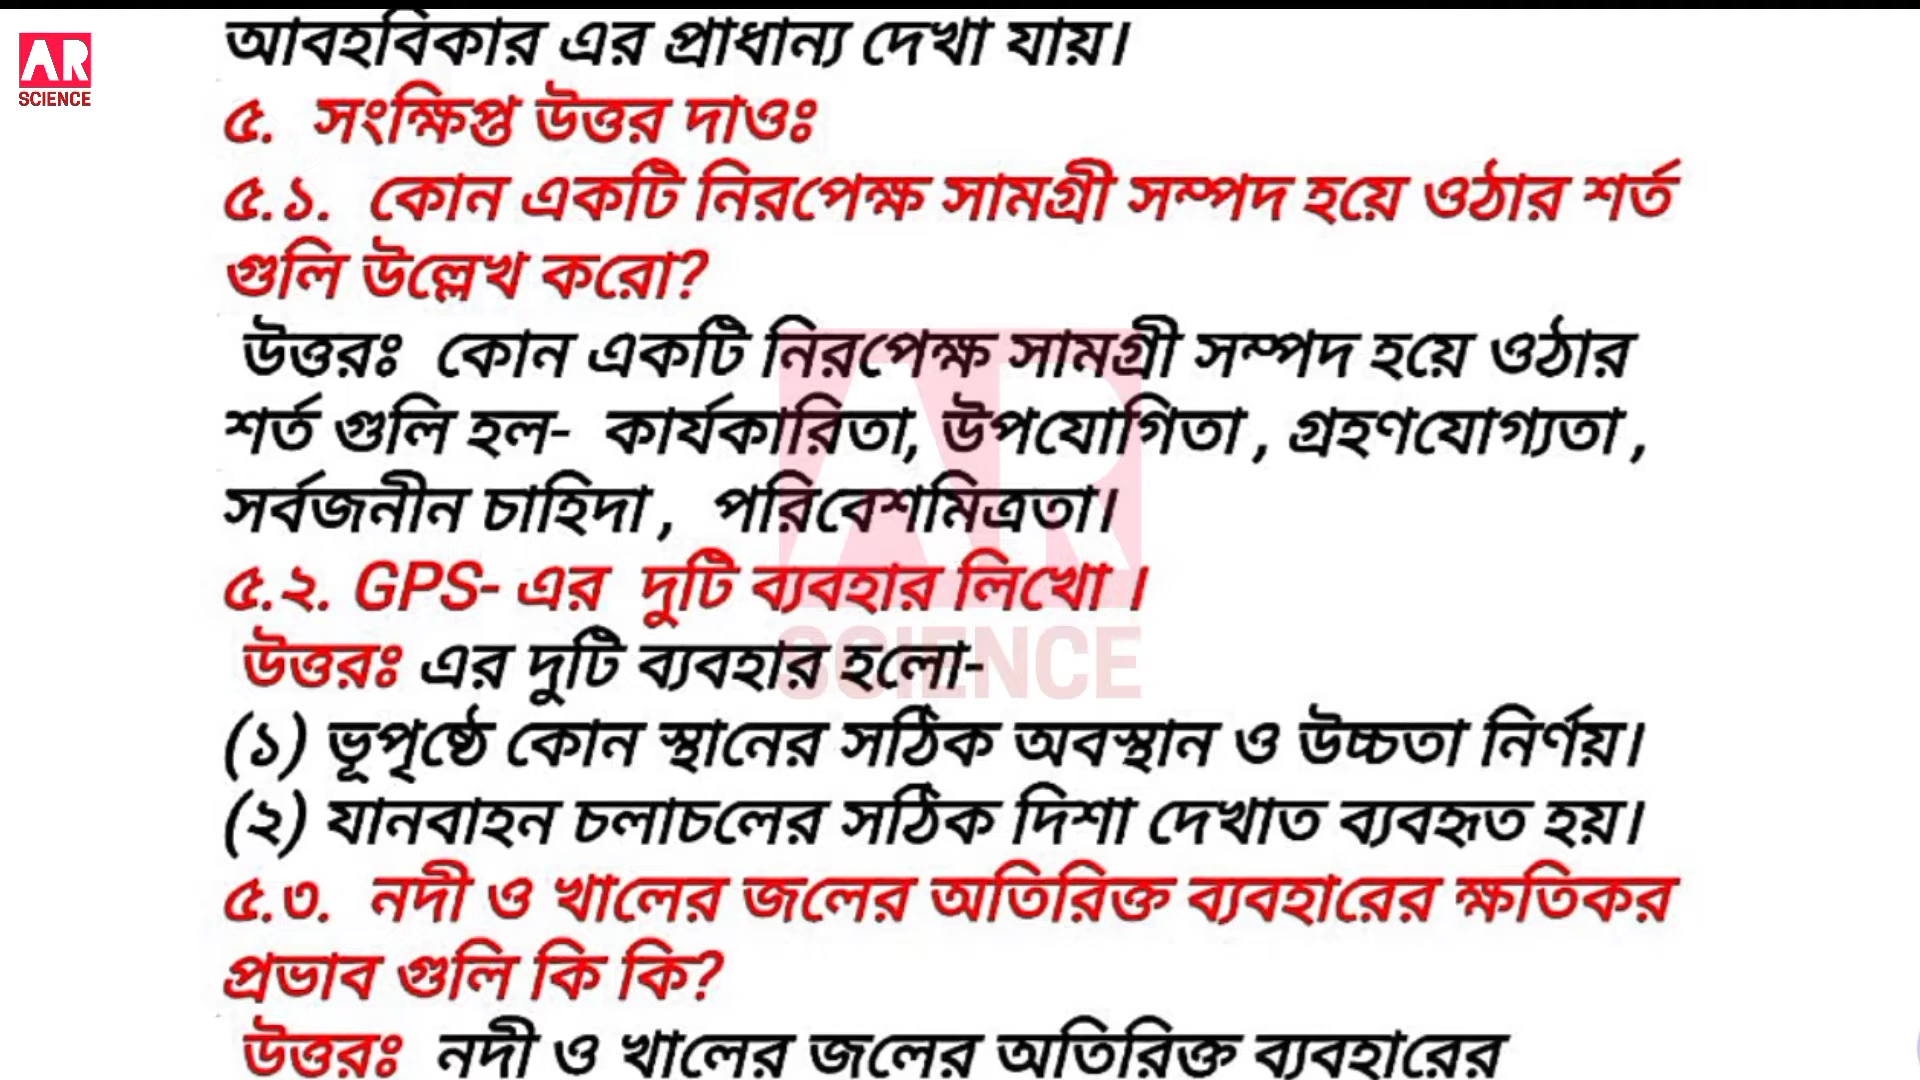 আবহবিকার এর প্রাধান্য দেখা যায়।
AR
SCIENCE
৫. সংক্ষিপ্ত উত্তর দাওঃ
৫.১. কোন একটি নিরপেক্ষ সামগ্রী সম্পদ হয়ে ওঠার শর্ত
গুলি উল্লেখ করো?
উত্তরঃ কোন একটি নিরপেক্ষ সামগ্রী সম্পদ হয়ে ওঠার
শর্ত গুলি হল- কার্যকারিতা, উপযোগিতা , গ্রহণযোগ্যতা ,
সর্বজনীন চাহিদা , পরিবেশমিত্রতা।
৫.২. GPS- এর দুটি ব্যবহার লিখো ।
উত্তরঃ এর দুটি ব্যবহার হলো-
AR
SCIENCE
(১) ভূপৃষ্ঠে কোন স্থানের সঠিক অবস্থান ও উচ্চতা নির্ণয়।
(২) যানবাহন চলাচলের সঠিক দিশা দেখাত ব্যবহৃত হয়।
৫.৩. নদী ও খালের জলের অতিরিক্ত ব্যবহারের ক্ষতিকর
প্রভাব গুলি কি কি?
উত্তরঃ নদী ও খালের জলের অতিরিক্ত ব্যবহারের